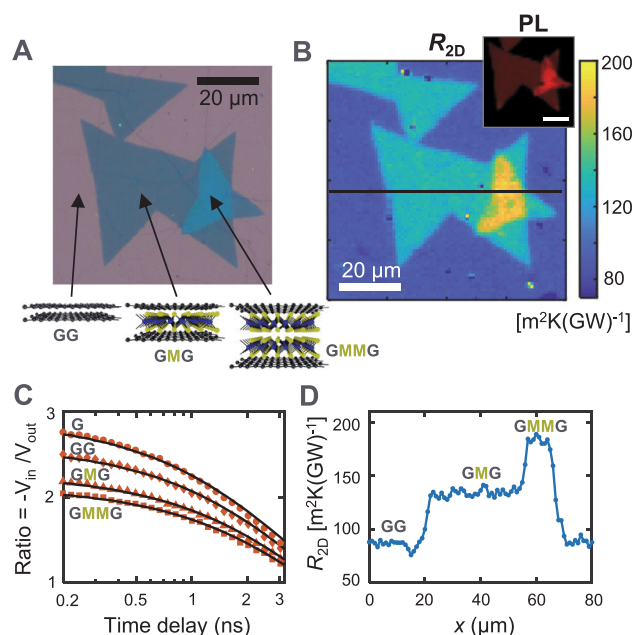 A
20 µm
GG
GMG
GMMG
B
R2D
PL
20 µm
200
160
120
80
[m²K(GW)⁻¹]
C
3
2
1
Ratio = -Vin /Vout
G
GG
GMG
GMMG
0.2
0.5
1
2
3
Time delay (ns)
D
200
150
100
50
R2D [m²K(GW)⁻¹]
GG
GMG
GMMG
0
20
40
60
80
x (µm)